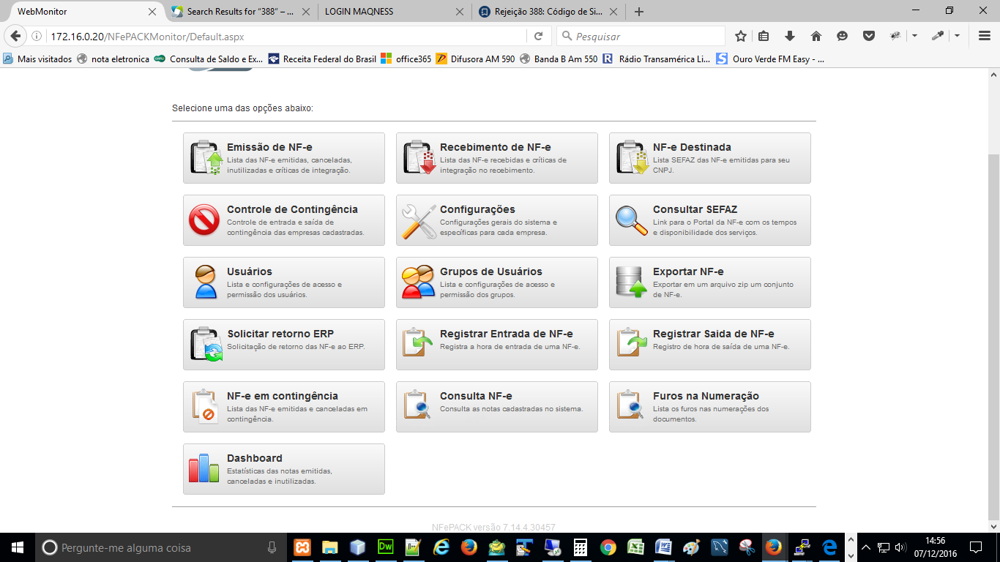 WebMonitor
Search Results for “388” – ...
LOGIN MAQNESS
Rejeição 388: Código de Si...
172.16.0.20/NFePACKMonitor/Default.aspx
Pesquisar
Mais visitados
nota eletronica
Consulta de Saldo e Ex...
Receita Federal do Brasil
office365
Difusora AM 590
Banda B Am 550
Rádio Transamérica Li...
Ouro Verde FM Easy - ...
Selecione uma das opções abaixo:
Emissão de NF-e
Lista das NF-e emitidas, canceladas,
inutilizadas e críticas de integração.
Recebimento de NF-e
Lista das NF-e recebidas e críticas de
integração no recebimento.
NF-e Destinada
Lista SEFAZ das NF-e emitidas para seu
CNPJ.
Controle de Contingência
Controle de entrada e saída de
contingência das empresas cadastradas.
Configurações
Configurações gerais do sistema e
específicas para cada empresa.
Consultar SEFAZ
Link para o Portal da NF-e com os tempos
e disponibilidade dos serviços.
Usuários
Lista e configurações de acesso e
permissão dos usuários.
Grupos de Usuários
Lista e configurações de acesso e
permissão dos grupos.
Exportar NF-e
Exportar em um arquivo zip um conjunto
de NF-e.
Solicitar retorno ERP
Solicitação de retorno das NF-e ao ERP.
Registrar Entrada de NF-e
Registra a hora de entrada de uma NF-e.
Registrar Saida de NF-e
Registro de hora de saída de uma NF-e.
NF-e em contingência
Lista das NF-e emitidas e canceladas em
contingência.
Consulta NF-e
Consulta as notas cadastradas no sistema.
Furos na Numeração
Lista os furos nas numerações dos
documentos.
Dashboard
Estatísticas das notas emitidas,
canceladas e inutilizadas.
NFePACK versão 7.14.4.30457
Pergunte-me alguma coisa
Dw
14:56
07/12/2016